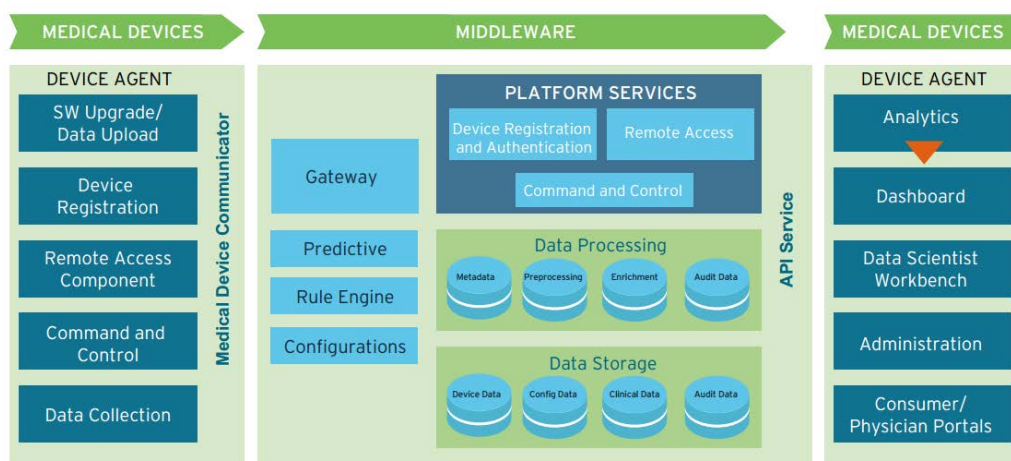 MEDICAL DEVICES
MIDDLEWARE
MEDICAL DEVICES
DEVICE AGENT
SW Upgrade/
Data Upload
Device
Registration
Remote Access
Component
Command and
Control
Data Collection
Medical Device Communicator
Gateway
Predictive
Rule Engine
Configurations
PLATFORM SERVICES
Device Registration
and Authentication
Remote Access
Command and Control
Data Processing
Metadata
Preprocessing
Enrichment
Audit Data
Data Storage
Device Data
Config Data
Clinical Data
Audit Data
API Service
DEVICE AGENT
Analytics
Dashboard
Data Scientist
Workbench
Administration
Consumer/
Physician Portals